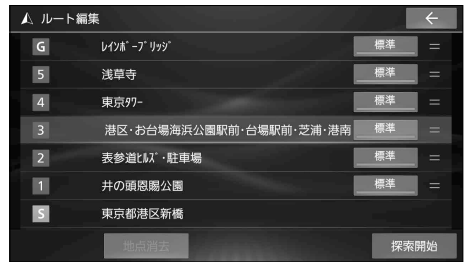 ルート編集
G ﾚｲﾝﾎﾞｰﾌﾞﾘｯｼﾞ 標準
5 浅草寺 標準
4 東京ﾀﾜｰ 標準
3 港区･お台場海浜公園駅前･台場駅前･芝浦･港南 標準
2 表参道ﾋﾙｽﾞ･駐車場 標準
1 井の頭恩賜公園 標準
S 東京都港区新橋
地点消去 探索開始